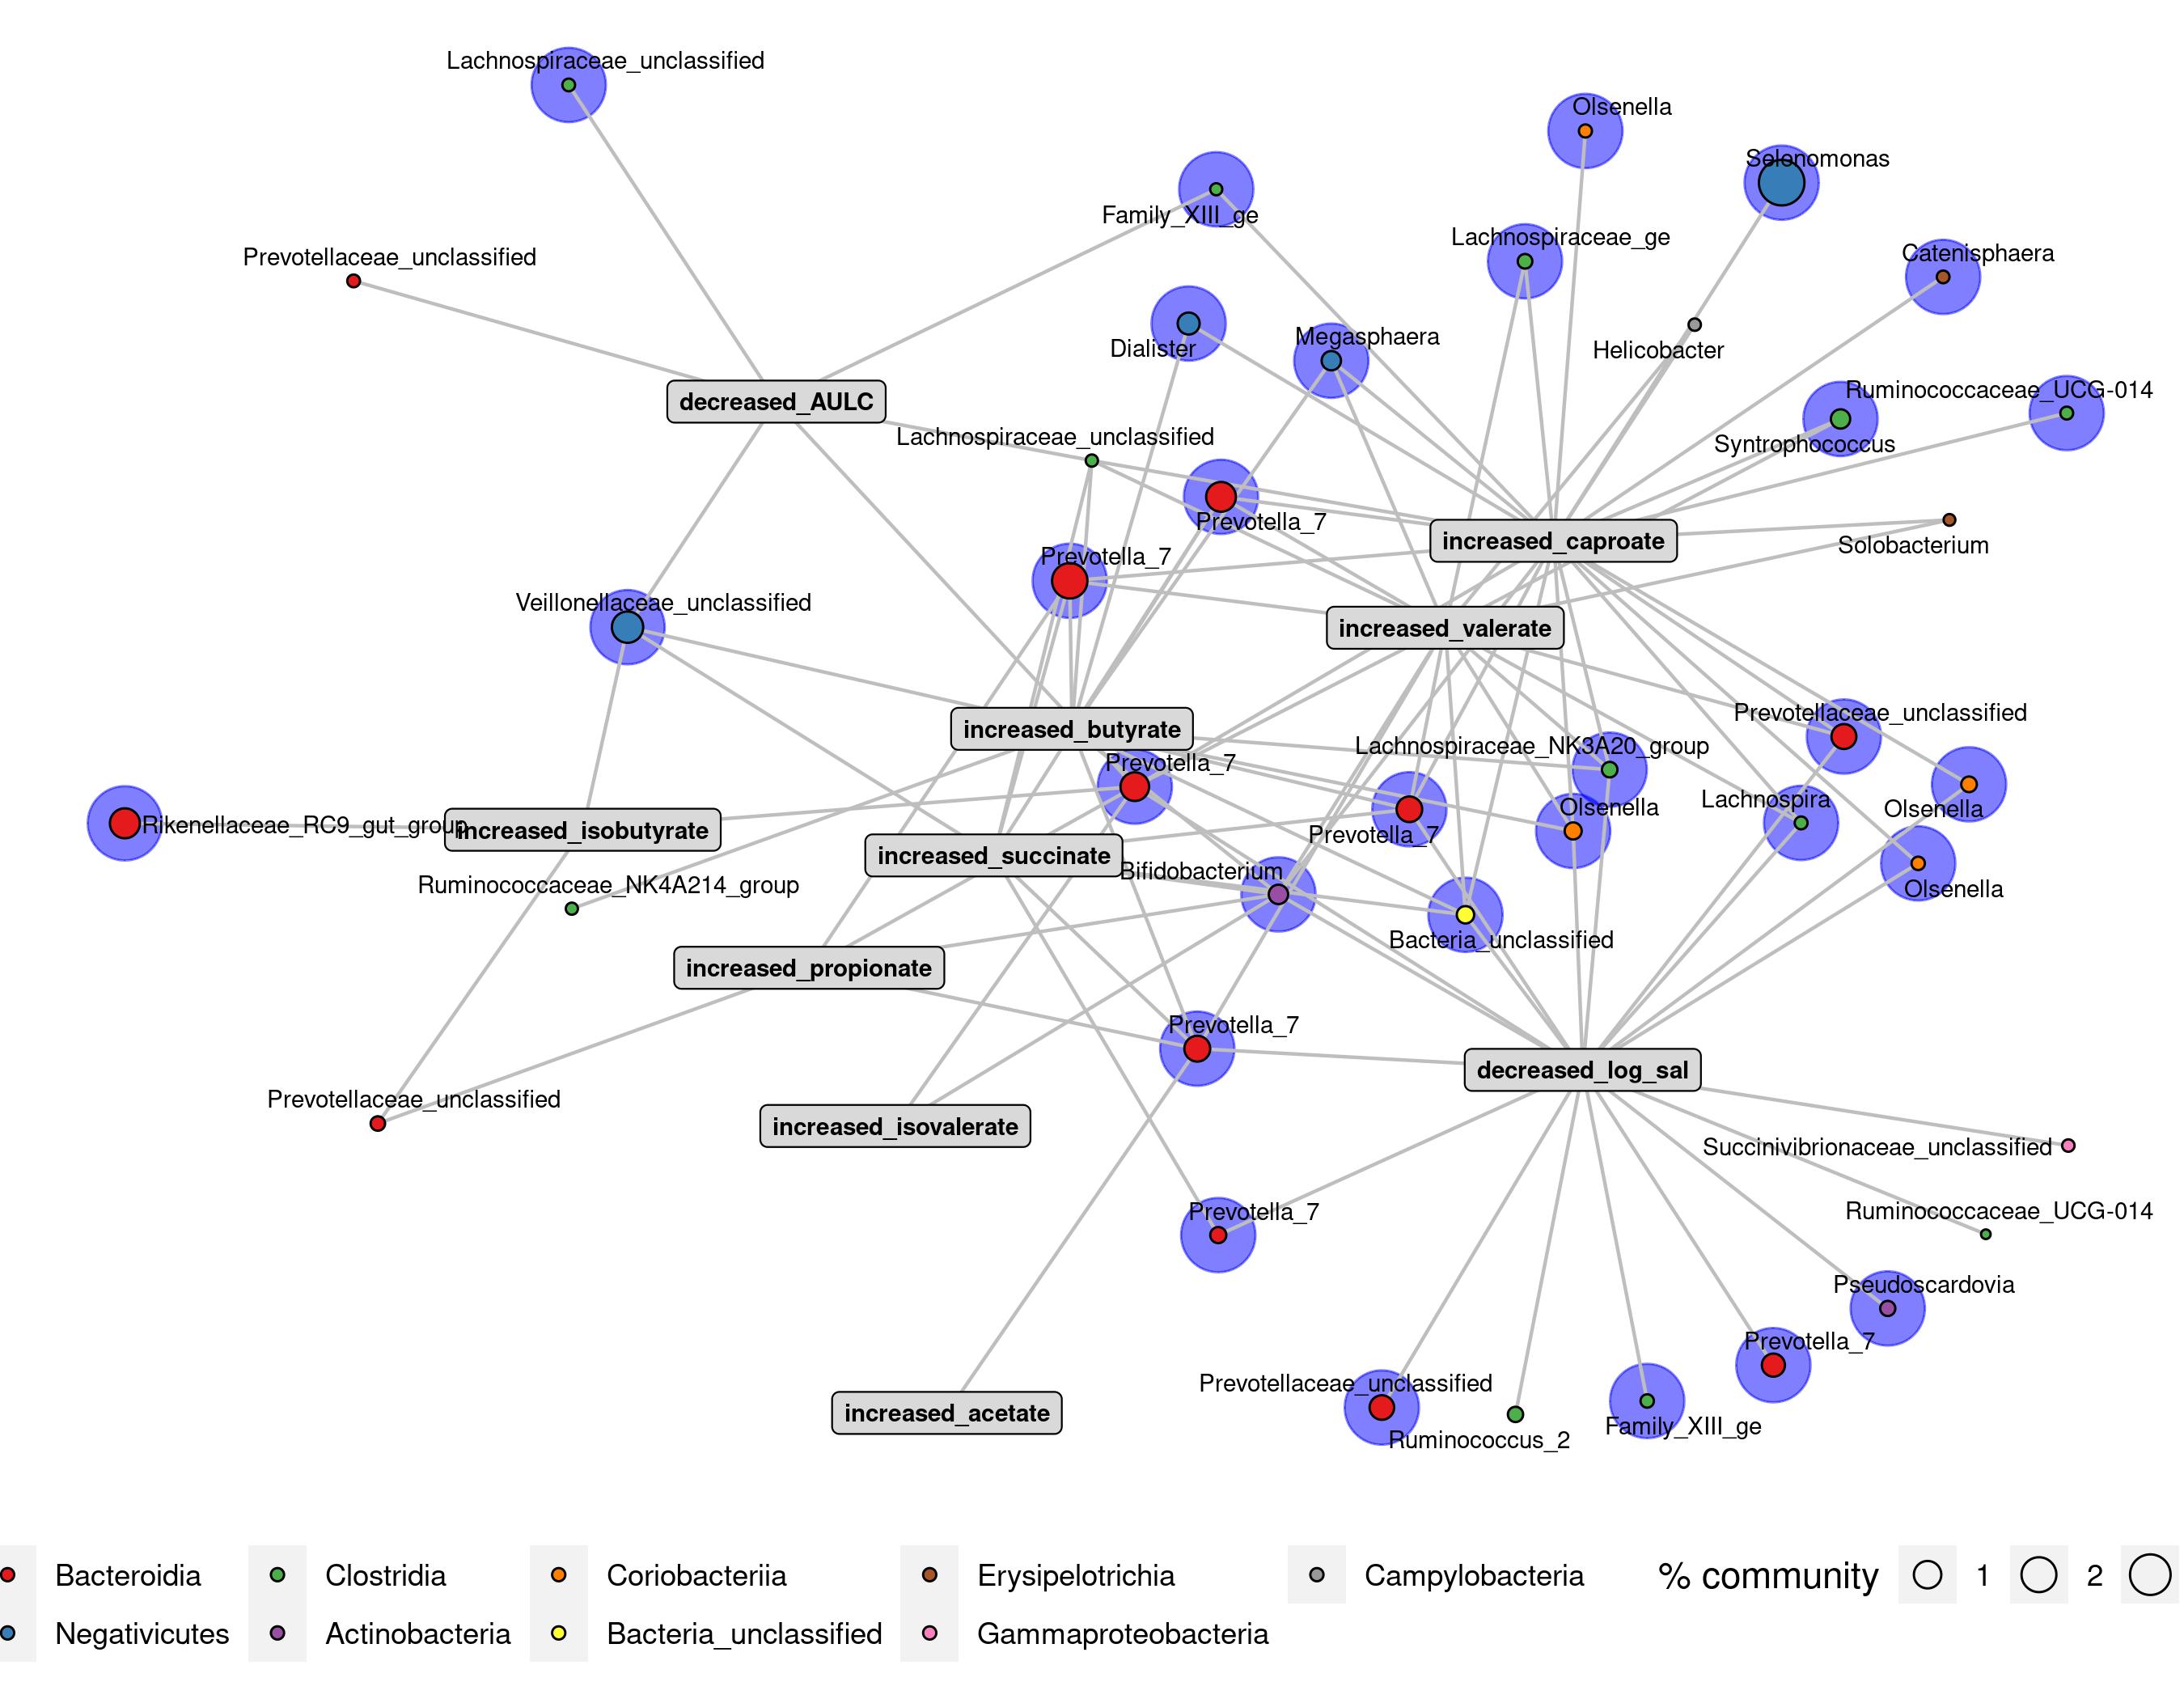 Lachnospiraceae_unclassified
Olsenella
Selenomonas
Family_XIII_ge
Lachnospiraceae_ge
Catenisphaera
Prevotellaceae_unclassified
Dialister
Megasphaera
Helicobacter
decreased_AULC
Ruminococcaceae_UCG-014
Lachnospiraceae_unclassified
Syntrophococcus
Prevotella_7
increased_caproate
Solobacterium
Prevotella_7
Veillonellaceae_unclassified
increased_valerate
increased_butyrate
Prevotellaceae_unclassified
Lachnospiraceae_NK3A20_group
Prevotella_7
Lachnospira
Olsenella
Olsenella
Rikenellaceae_RC9_gut_group
increased_isobutyrate
Prevotella_7
increased_succinate
Bifidobacterium
Ruminococcaceae_NK4A214_group
Olsenella
Bacteria_unclassified
increased_propionate
Prevotella_7
decreased_log_sal
Prevotellaceae_unclassified
increased_isovalerate
Succinivibrionaceae_unclassified
Prevotella_7
Ruminococcaceae_UCG-014
Pseudoscardovia
Prevotella_7
Prevotellaceae_unclassified
increased_acetate
Family_XIII_ge
Ruminococcus_2
Bacteroidia Clostridia Coriobacteriia Erysipelotrichia Campylobacteria % community 1 2
Negativicutes Actinobacteria Bacteria_unclassified Gammaproteobacteria